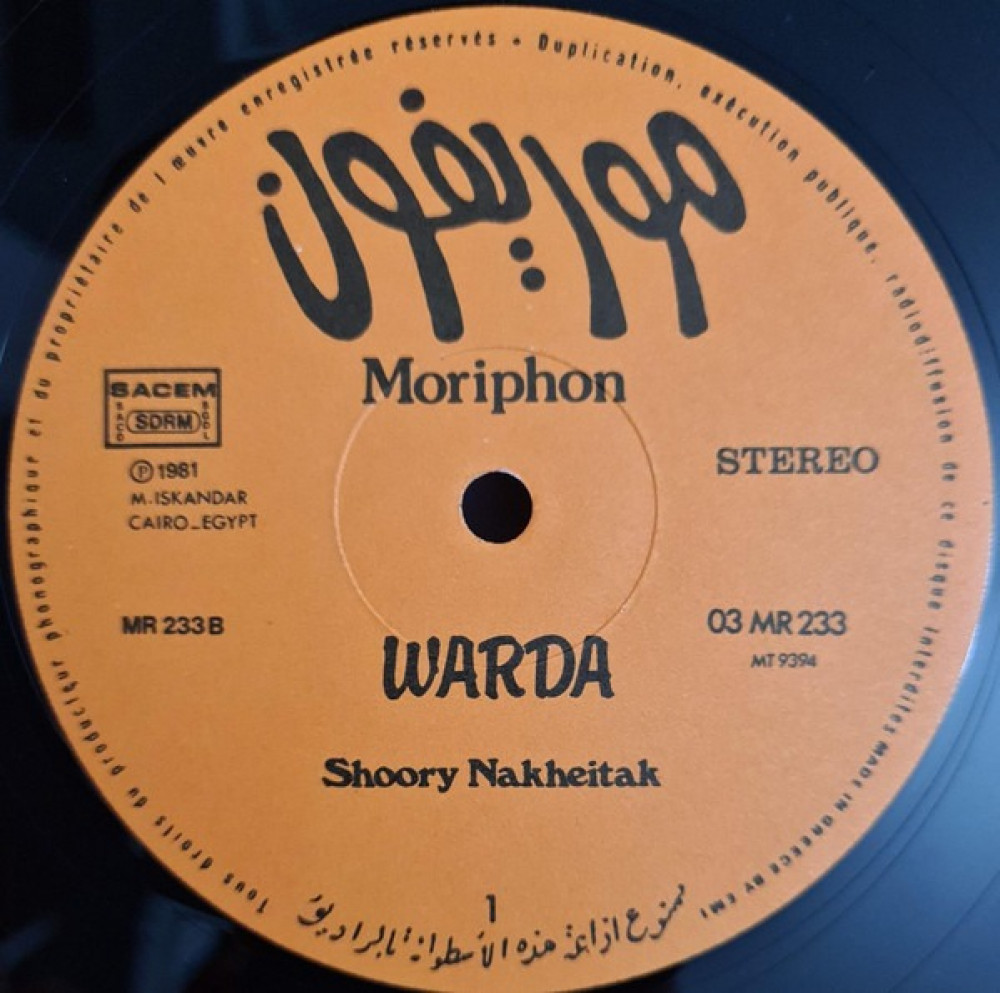 Tous droits du producteur phonographique et du propriétaire de l'œuvre enregistrée réservés - Duplication, exécution publique, radiodiffusion de ce disque interdites MADE IN GREECE BY EMI
موريفون
Moriphon
SACEM
SACD SDRM SGDL
STEREO
℗ 1981
M. ISKANDAR
CAIRO_EGYPT
MR 233 B
03 MR 233
MT 9394
WARDA
Shoory Nakheitak
1
ممنوع اذاعة هذه الأسطوانة بالراديو